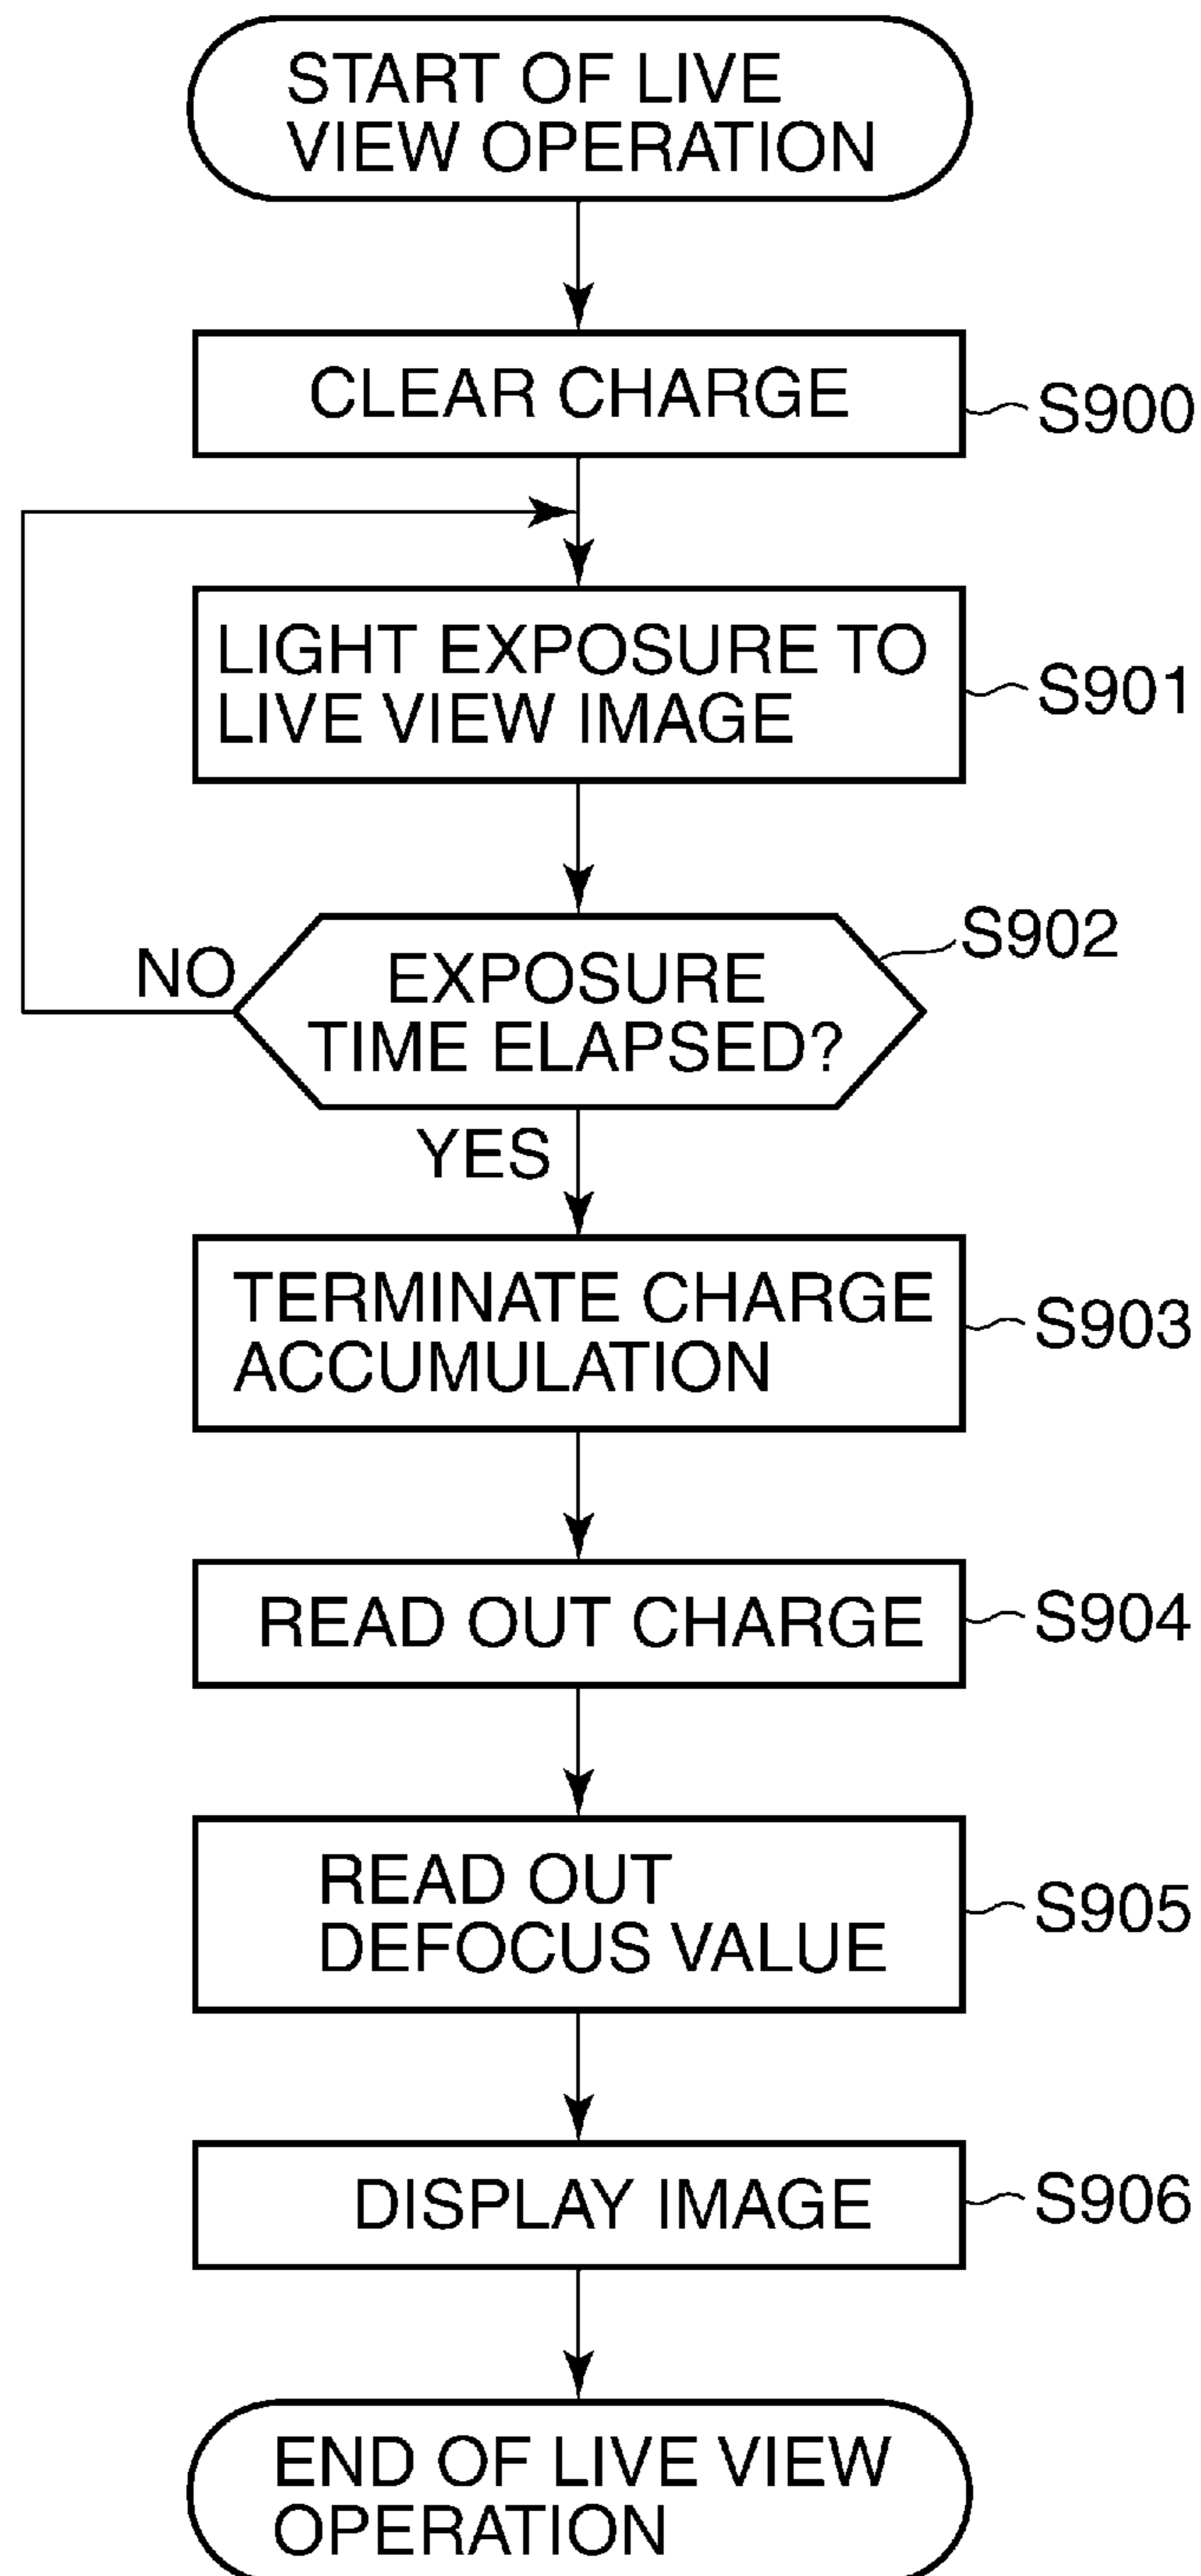 START OF LIVE
VIEW OPERATION
CLEAR CHARGE
S900
LIGHT EXPOSURE TO
LIVE VIEW IMAGE
S901
S902
NO
EXPOSURE
TIME ELAPSED?
YES
TERMINATE CHARGE
ACCUMULATION
S903
READ OUT CHARGE
S904
READ OUT
DEFOCUS VALUE
S905
DISPLAY IMAGE
S906
END OF LIVE VIEW
OPERATION